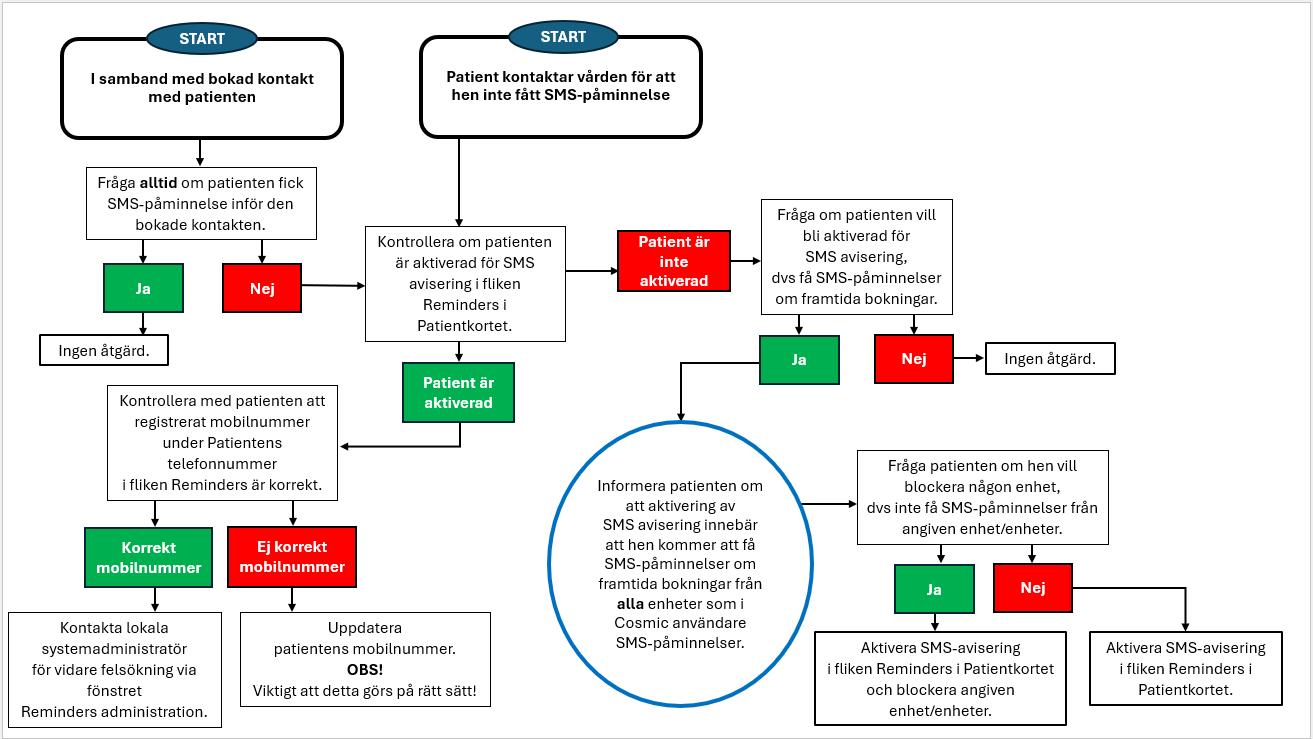 START
I samband med bokad kontakt
med patienten
START
Patient kontaktar vården för att
hen inte fått SMS-påminnelse
Fråga alltid om patienten fick
SMS-påminnelse inför den
bokade kontakten.
Ja
Nej
Ingen åtgärd.
Kontrollera om patienten
är aktiverad för SMS
avisering i fliken
Reminders i
Patientkortet.
Patient är
inte
aktiverad
Fråga om patienten vill
bli aktiverad för
SMS avisering,
dvs få SMS-påminnelser
om framtida bokningar.
Ja
Nej
Ingen åtgärd.
Patient är
aktiverad
Kontrollera med patienten att
registrerat mobilnummer
under Patientens
telefonnummer
i fliken Reminders är korrekt.
Korrekt
mobilnummer
Ej korrekt
mobilnummer
Kontakta lokala
systemadministratör
för vidare felsökning via
fönstret
Reminders administration.
Uppdatera
patientens mobilnummer.
OBS!
Viktigt att detta görs på rätt sätt!
Informera patienten om
att aktivering av
SMS avisering innebär
att hen kommer att få
SMS-påminnelser om
framtida bokningar från
alla enheter som i
Cosmic användare
SMS-påminnelser.
Fråga patienten om hen vill
blockera någon enhet,
dvs inte få SMS-påminnelser från
angiven enhet/enheter.
Ja
Nej
Aktivera SMS-avisering
i fliken Reminders i Patientkortet
och blockera angiven
enhet/enheter.
Aktivera SMS-avisering
i fliken Reminders i
Patientkortet.